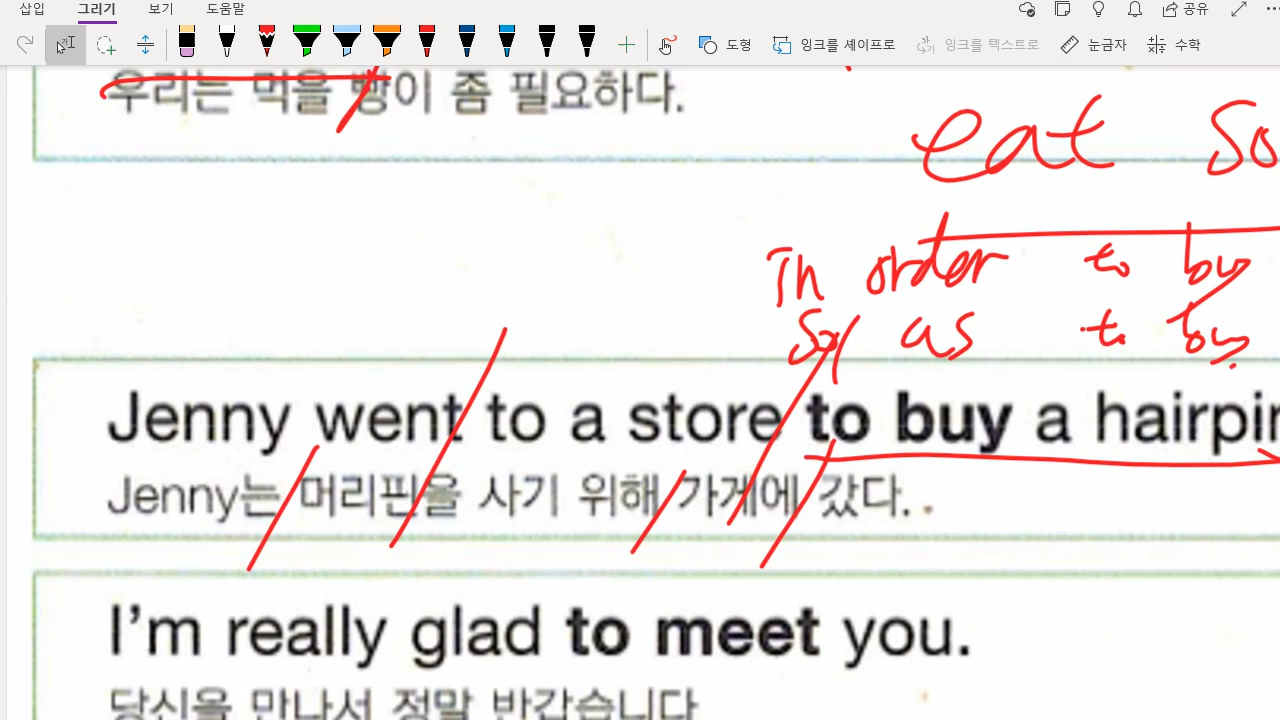 삽입 그리기 보기 도움말 공유
도형 잉크를 셰이프로 잉크를 텍스트로 눈금자 수학
우리는 먹을 빵이 좀 필요하다.
eat so
In order to buy
so as to buy
Jenny went to a store to buy a hairpin
Jenny는 머리핀을 사기 위해 가게에 갔다.
I'm really glad to meet you.
당신을 만나서 정말 반갑습니다